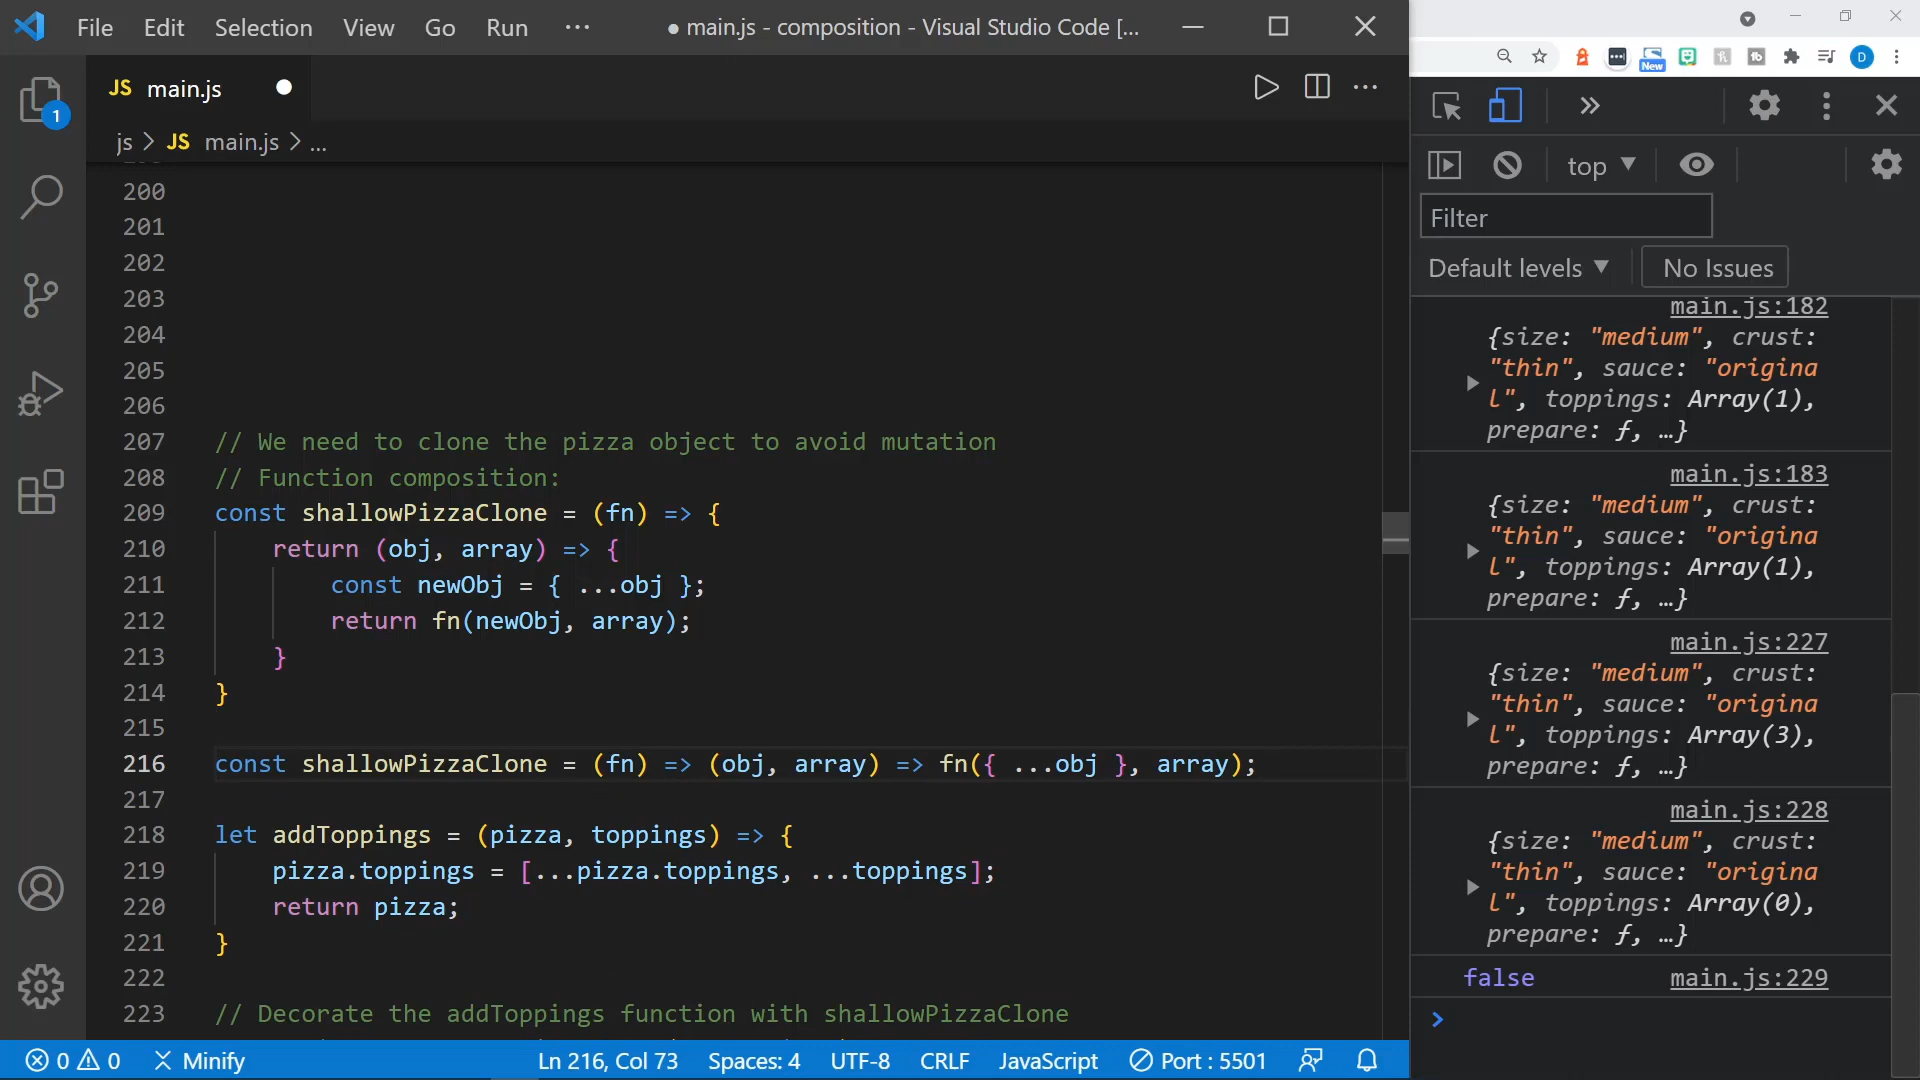 File Edit Selection View Go Run ··· ● main.js - composition - Visual Studio Code [...
JS main.js ●
js > JS main.js > ...
200
201
202
203
204
205
206
207 // We need to clone the pizza object to avoid mutation
208 // Function composition:
209 const shallowPizzaClone = (fn) => {
210 return (obj, array) => {
211 const newObj = { ...obj };
212 return fn(newObj, array);
213 }
214 }
215
216 const shallowPizzaClone = (fn) => (obj, array) => fn({ ...obj }, array);
217
218 let addToppings = (pizza, toppings) => {
219 pizza.toppings = [...pizza.toppings, ...toppings];
220 return pizza;
221 }
222
223 // Decorate the addToppings function with shallowPizzaClone
1
0 0 Minify Ln 216, Col 73 Spaces: 4 UTF-8 CRLF JavaScript Port : 5501
New
D
top
Filter
Default levels No Issues
main.js:182
{size: "medium", crust:
"thin", sauce: "origina
l", toppings: Array(1),
prepare: ƒ, …}
main.js:183
{size: "medium", crust:
"thin", sauce: "origina
l", toppings: Array(1),
prepare: ƒ, …}
main.js:227
{size: "medium", crust:
"thin", sauce: "origina
l", toppings: Array(3),
prepare: ƒ, …}
main.js:228
{size: "medium", crust:
"thin", sauce: "origina
l", toppings: Array(0),
prepare: ƒ, …}
false main.js:229
>